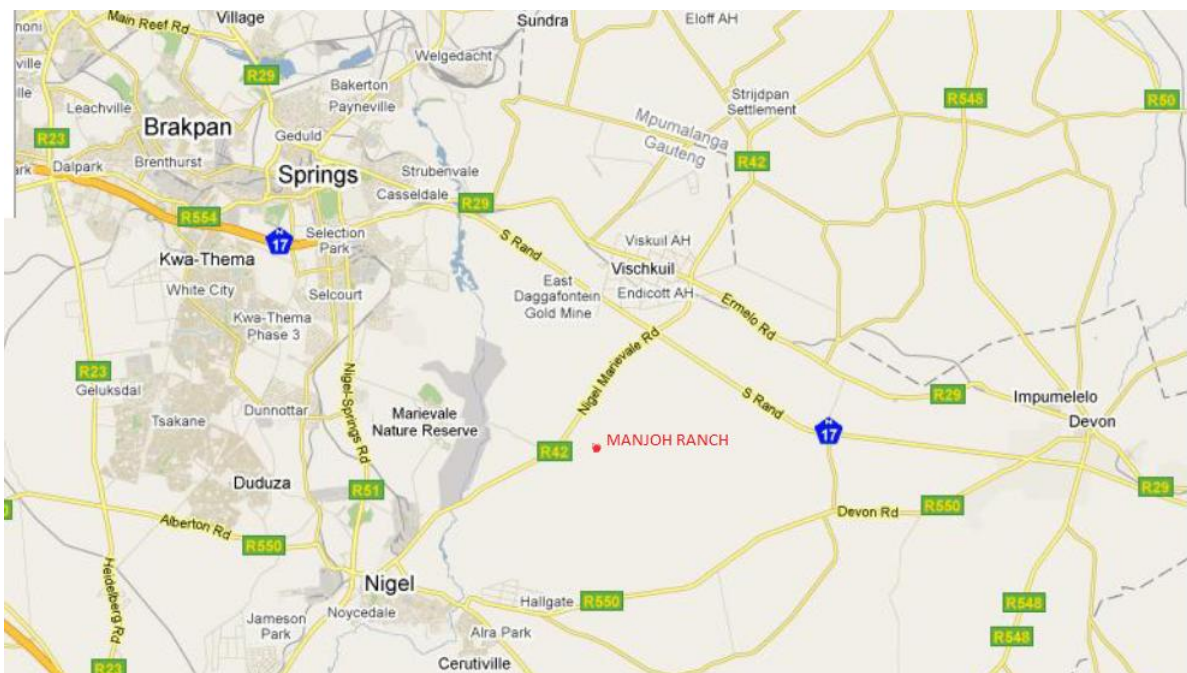 Village
Sundra
Eloff AH
noni
Main Reef Rd
ville
Welgedacht
R29
lle
Bakerton
Leachville
Payneville
Strijdpan
Settlement
R548
R50
Brakpan
Geduld
R23
Mpumalanga
Gauteng
Brenthurst
R42
ark
Dalpark
Springs
Strubenvale
Casseldale
R29
R554
N
17
Selection
Park
S Rand
Viskuil AH
Kwa-Thema
Vischkuil
White City
Selcourt
East
Daggafontein
Gold Mine
Endicott AH
Ermelo Rd
Kwa-Thema
Phase 3
Nigel Marievale Rd
R23
Geluksdal
Nigel-Springs Rd
R29
Impumelelo
Dunnottar
Marievale
Nature Reserve
S Rand
Tsakane
Devon
17
R42
MANJOH RANCH
Duduza
R51
R29
Devon Rd
R550
Alberton Rd
R550
Heidelberg Rd
Nigel
Hallgate
R550
R548
Jameson
Park
Noycedale
Alra Park
R548
Cerutiville
R23